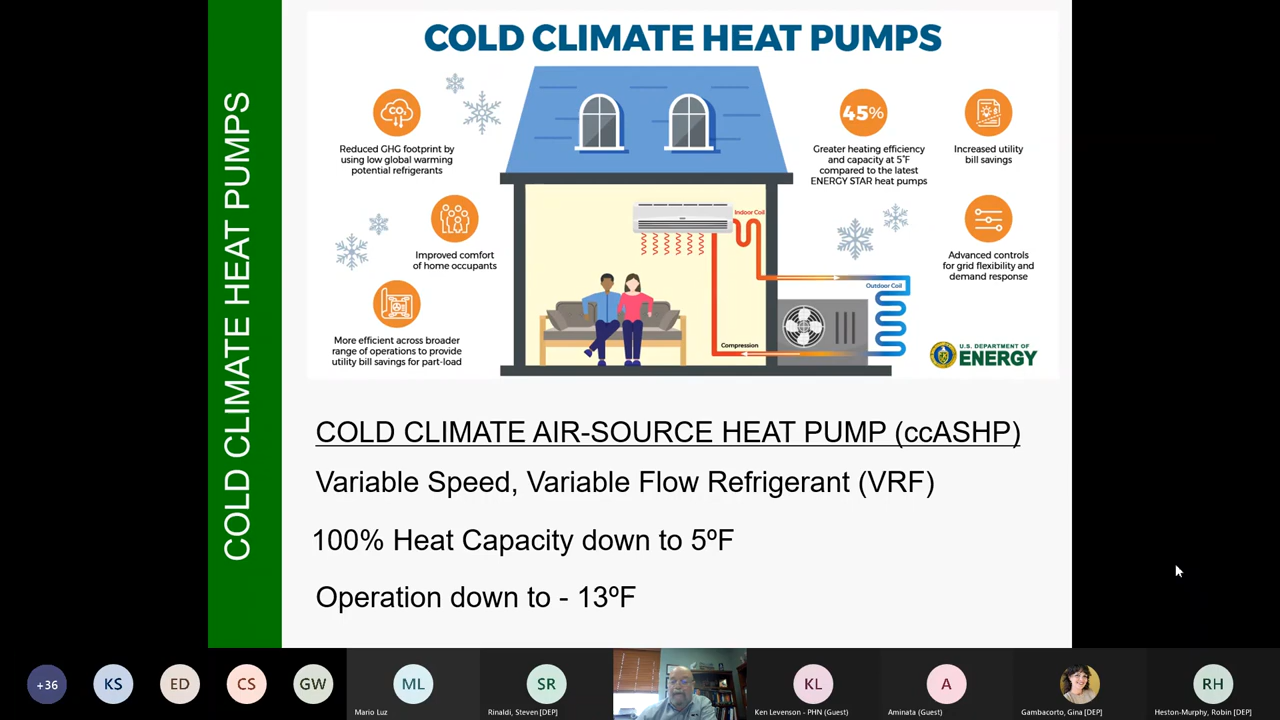 COLD CLIMATE HEAT PUMPS
COLD CLIMATE HEAT PUMPS
CO₂
Reduced GHG footprint by
using low global warming
potential refrigerants
Improved comfort
of home occupants
More efficient across broader
range of operations to provide
utility bill savings for part-load
45%
Greater heating efficiency
and capacity at 5°F
compared to the latest
ENERGY STAR heat pumps
Increased utility
bill savings
Advanced controls
for grid flexibility and
demand response
Indoor Coil
Outdoor Coil
Compression
U.S. DEPARTMENT OF
ENERGY
COLD CLIMATE AIR-SOURCE HEAT PUMP (ccASHP)
Variable Speed, Variable Flow Refrigerant (VRF)
100% Heat Capacity down to 5ºF
Operation down to - 13ºF
+36
KS
ED
CS
GW
ML
Mario Luz
SR
Rinaldi, Steven [DEP]
KL
Ken Levenson - PHN (Guest)
A
Aminata (Guest)
Gambacorto, Gina [DEP]
RH
Heston-Murphy, Robin [DEP]